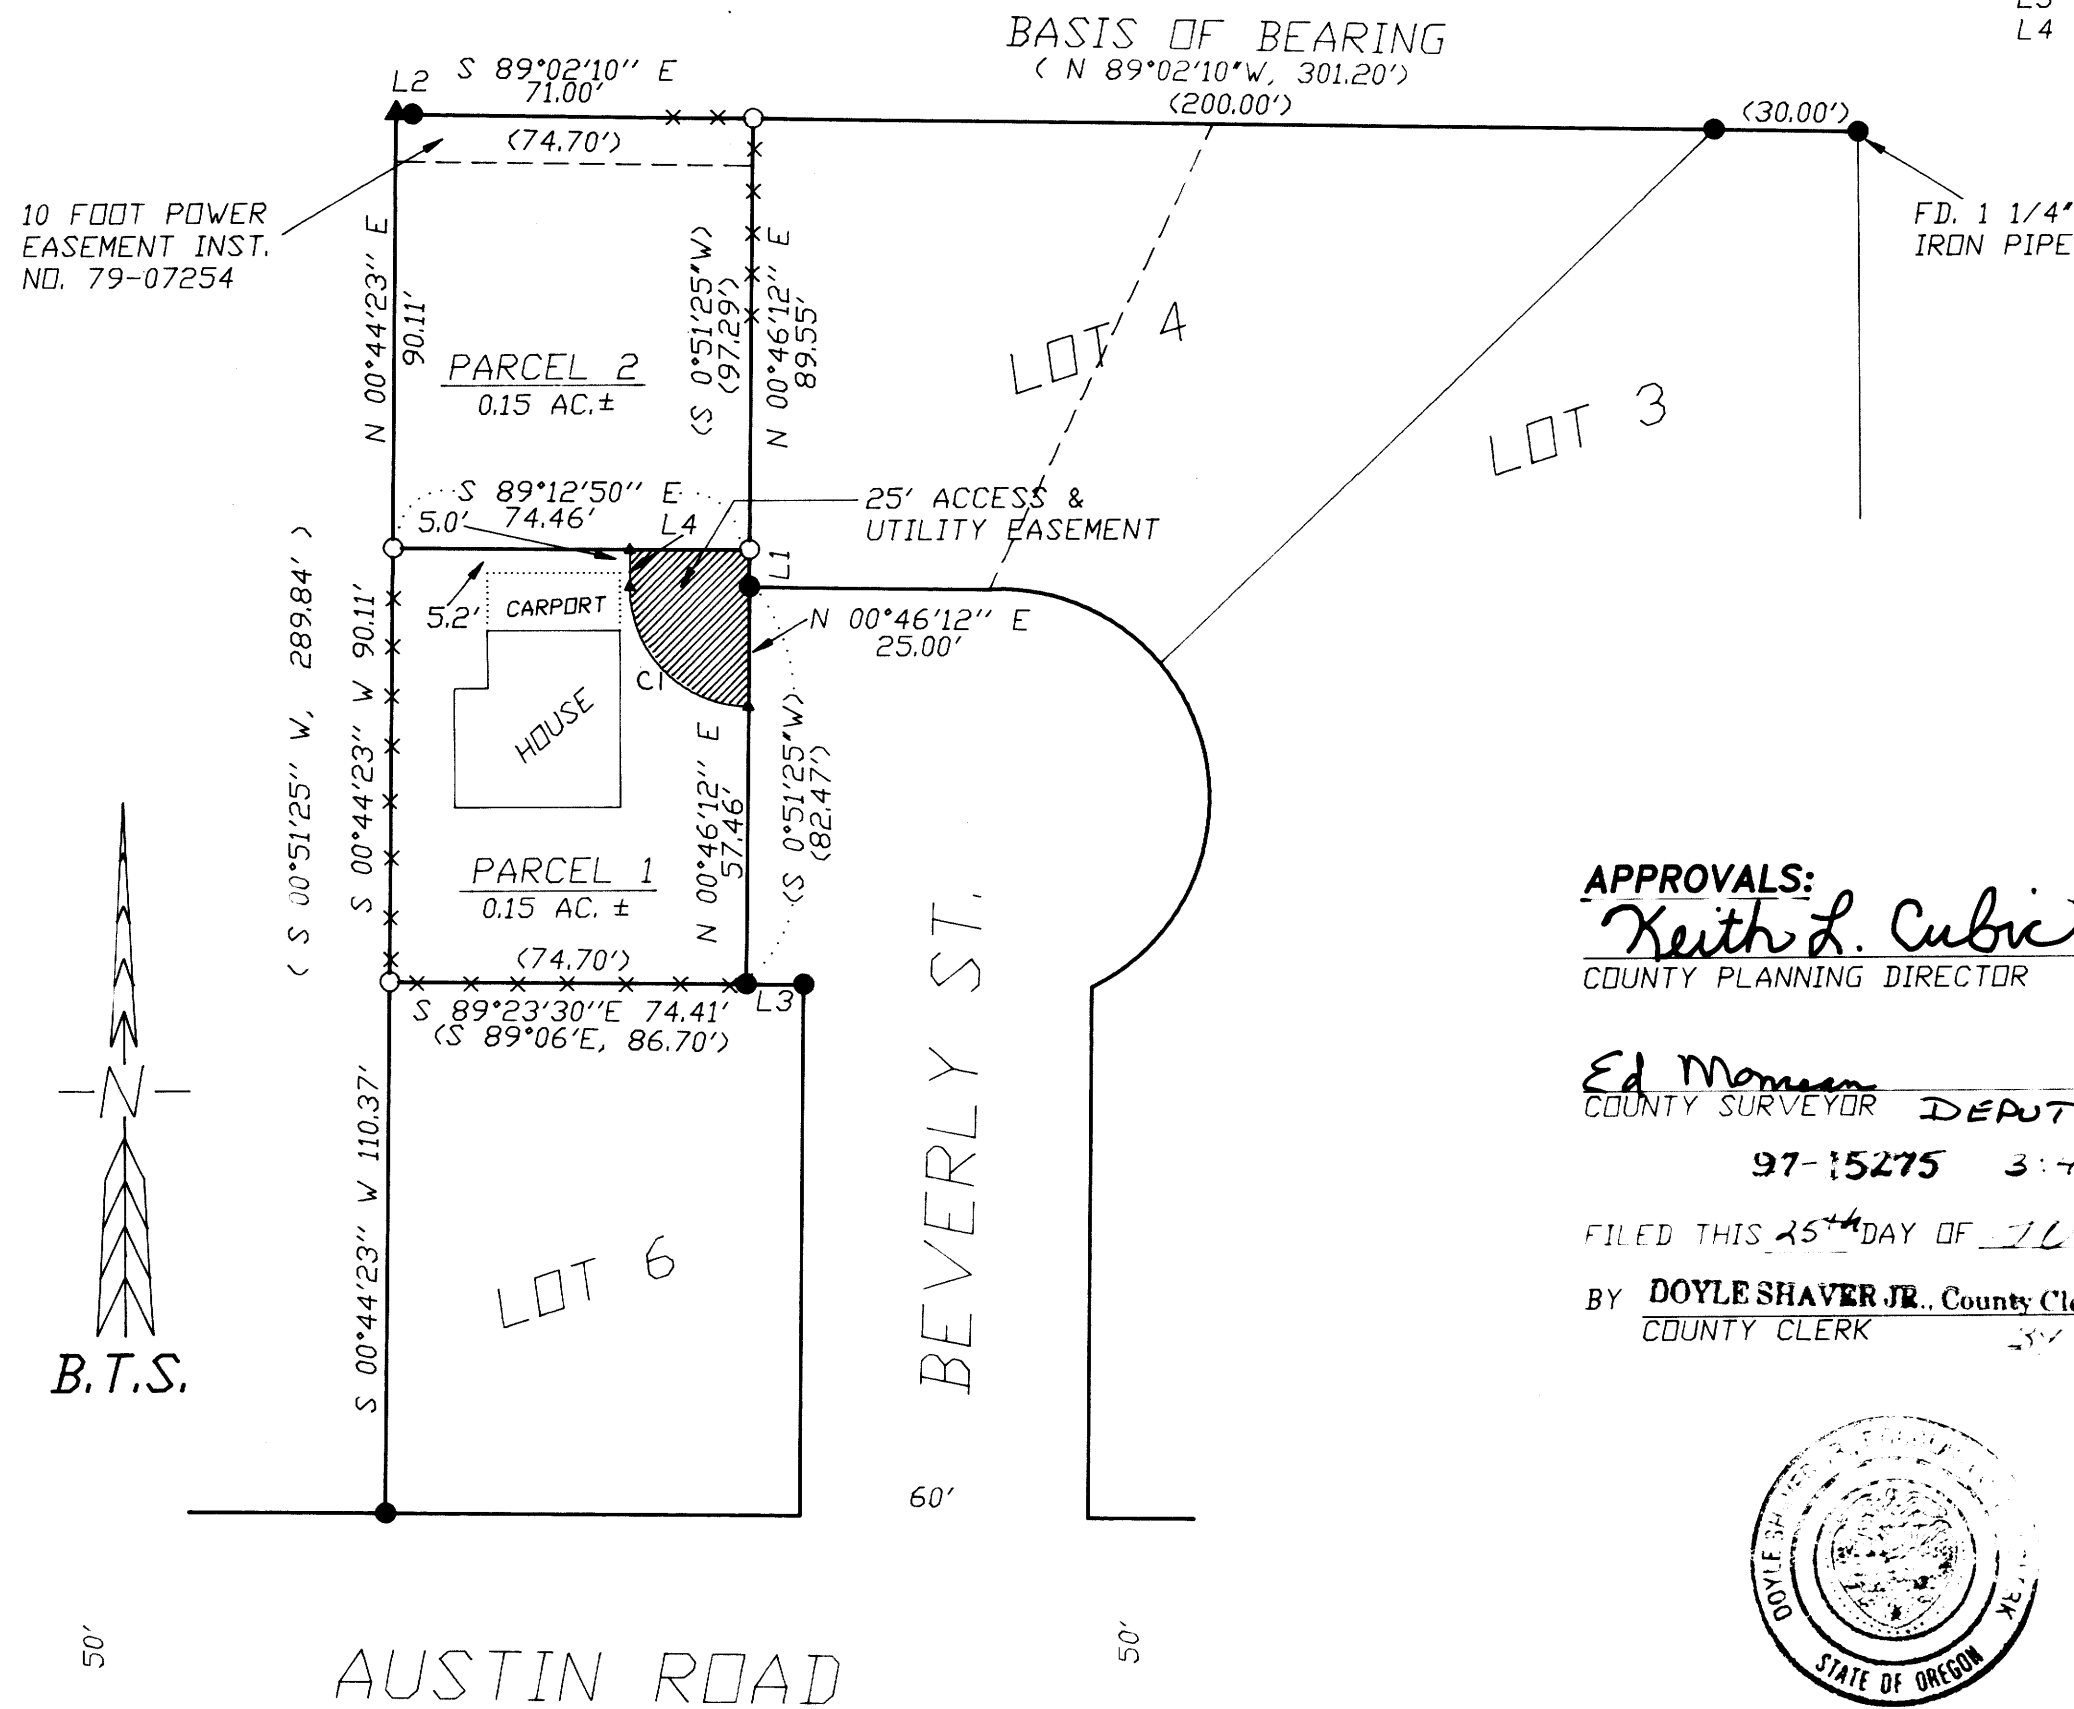 BASIS OF BEARING
( N 89°02'10"W, 301.20')
(200.00')
(30.00')
L4
L2
S 89°02'10'' E
71.00'
(74.70')
10 FOOT POWER
EASEMENT INST.
NO. 79-07254
FD. 1 1/4"
IRON PIPE
N 00°44'23'' E
90.11'
(S 0°51'25"W)
(97.29')
N 00°46'12'' E
89.55'
PARCEL 2
0.15 AC.±
LOT 4
LOT 3
S 89°12'50'' E
74.46'
5.0'
L4
25' ACCESS &
UTILITY EASEMENT
L1
5.2'
CARPORT
N 00°46'12'' E
25.00'
C1
HOUSE
( S 00°51'25'' W, 289.84' )
S 00°44'23'' W 90.11'
N 00°46'12'' E
57.46'
(S 0°51'25"W)
(82.47')
PARCEL 1
0.15 AC. ±
(74.70')
L3
S 89°23'30''E 74.41'
(S 89°06'E, 86.70')
S 00°44'23'' W 110.37'
LOT 6
BEVERLY ST.
N
B.T.S.
60'
50'
50'
AUSTIN ROAD
APPROVALS:
Keith L. Cubic
COUNTY PLANNING DIRECTOR
Ed
COUNTY SURVEYOR DEPUT
97-15275
FILED THIS 25th DAY OF
BY DOYLE SHAVER JR., County Cle
COUNTY CLERK
DOYLE SHAVER
STATE OF OREGON